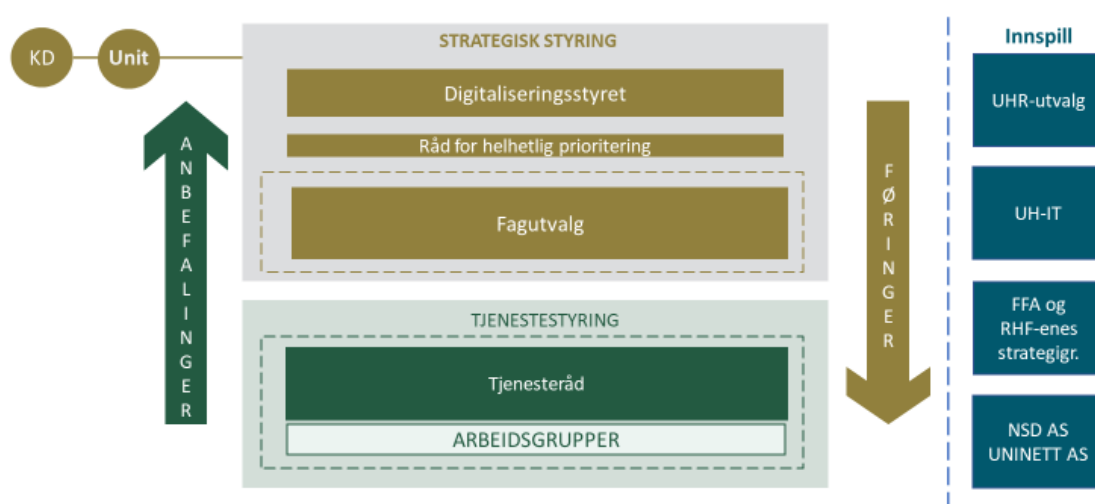 KD
Unit
STRATEGISK STYRING
Digitaliseringsstyret
Råd for helhetlig prioritering
Fagutvalg
ANBEFALINGER
FØRINGER
TJENESTESTYRING
Tjenesteråd
ARBEIDSGRUPPER
Innspill
UHR-utvalg
UH-IT
FFA og
RHF-enes
strategigr.
NSD AS
UNINETT AS